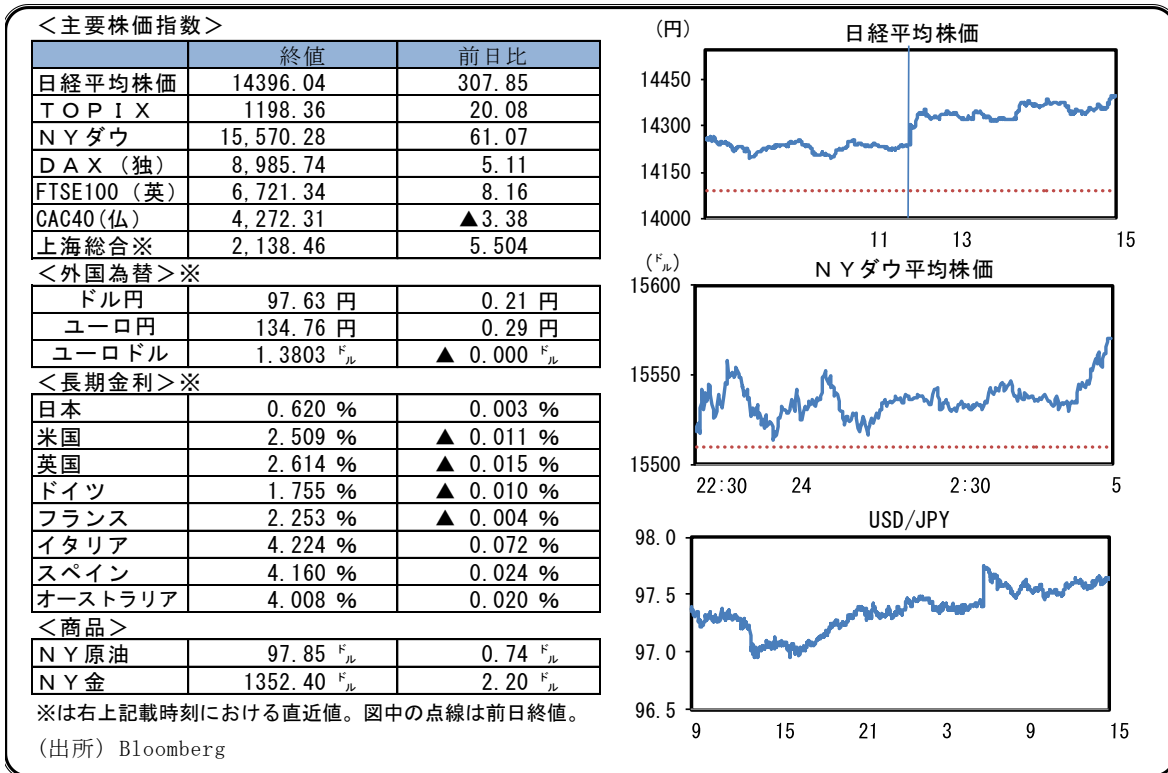 ＜主要株価指数＞
終値 前日比
日経平均株価 14396.04 307.85
ＴＯＰＩＸ 1198.36 20.08
ＮＹダウ 15,570.28 61.07
ＤＡＸ（独） 8,985.74 5.11
FTSE100（英） 6,721.34 8.16
CAC40(仏) 4,272.31 ▲3.38
上海総合※ 2,138.46 5.504
＜外国為替＞※
ドル円 97.63 円 0.21 円
ユーロ円 134.76 円 0.29 円
ユーロドル 1.3803 ㌦ ▲ 0.000 ㌦
＜長期金利＞※
日本 0.620 % 0.003 %
米国 2.509 % ▲ 0.011 %
英国 2.614 % ▲ 0.015 %
ドイツ 1.755 % ▲ 0.010 %
フランス 2.253 % ▲ 0.004 %
イタリア 4.224 % 0.072 %
スペイン 4.160 % 0.024 %
オーストラリア 4.008 % 0.020 %
＜商品＞
ＮＹ原油 97.85 ㌦ 0.74 ㌦
ＮＹ金 1352.40 ㌦ 2.20 ㌦
※は右上記載時刻における直近値。図中の点線は前日終値。
(出所) Bloomberg
(円) 日経平均株価
14450
14300
14150
14000
11 13 15
(㌦) ＮＹダウ平均株価
15600
15550
15500
22:30 24 2:30 5
USD/JPY
98.0
97.5
97.0
96.5
9 15 21 3 9 15